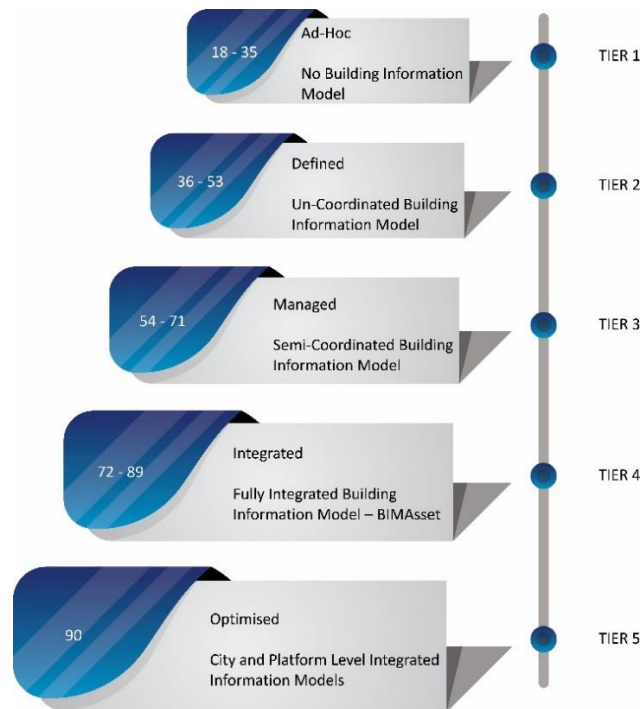 18 - 35
Ad-Hoc
No Building Information
Model
TIER 1
36 - 53
Defined
Un-Coordinated Building
Information Model
TIER 2
54 - 71
Managed
Semi-Coordinated Building
Information Model
TIER 3
72 - 89
Integrated
Fully Integrated Building
Information Model – BIMAsset
TIER 4
90
Optimised
City and Platform Level Integrated
Information Models
TIER 5